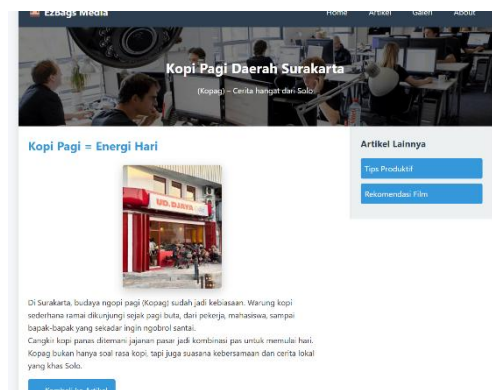 EzBags Media
Home Artikel Galeri About
Kopi Pagi Daerah Surakarta
(Kopag) – Cerita hangat dari Solo
Kopi Pagi = Energi Hari
UD. DJAYA
Di Surakarta, budaya ngopi pagi (Kopag) sudah jadi kebiasaan. Warung kopi
sederhana ramai dikunjungi sejak pagi buta, dari pekerja, mahasiswa, sampai
bapak-bapak yang sekadar ingin ngobrol santai.
Cangkir kopi panas ditemani jajanan pasar jadi kombinasi pas untuk memulai hari.
Kopag bukan hanya soal rasa kopi, tapi juga suasana kebersamaan dan cerita lokal
yang khas Solo.
Kembali ke Artikel
Artikel Lainnya
Tips Produktif
Rekomendasi Film